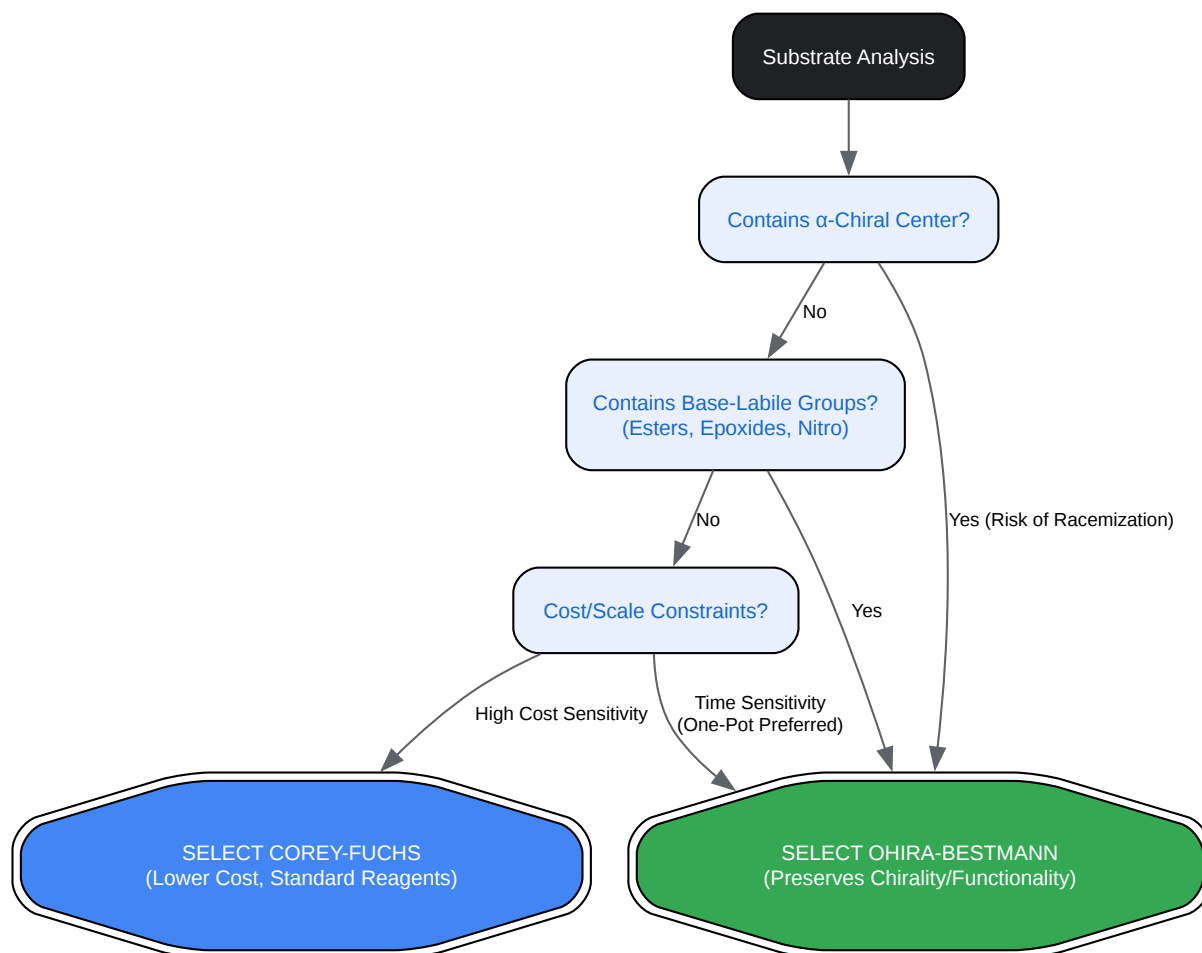 Substrate Analysis
Contains α-Chiral Center?
No
Contains Base-Labile Groups?
(Esters, Epoxides, Nitro)
No
Yes (Risk of Racemization)
Cost/Scale Constraints?
Yes
High Cost Sensitivity
Time Sensitivity
(One-Pot Preferred)
SELECT COREY-FUCHS
(Lower Cost, Standard Reagents)
SELECT OHIRA-BESTMANN
(Preserves Chirality/Functionality)